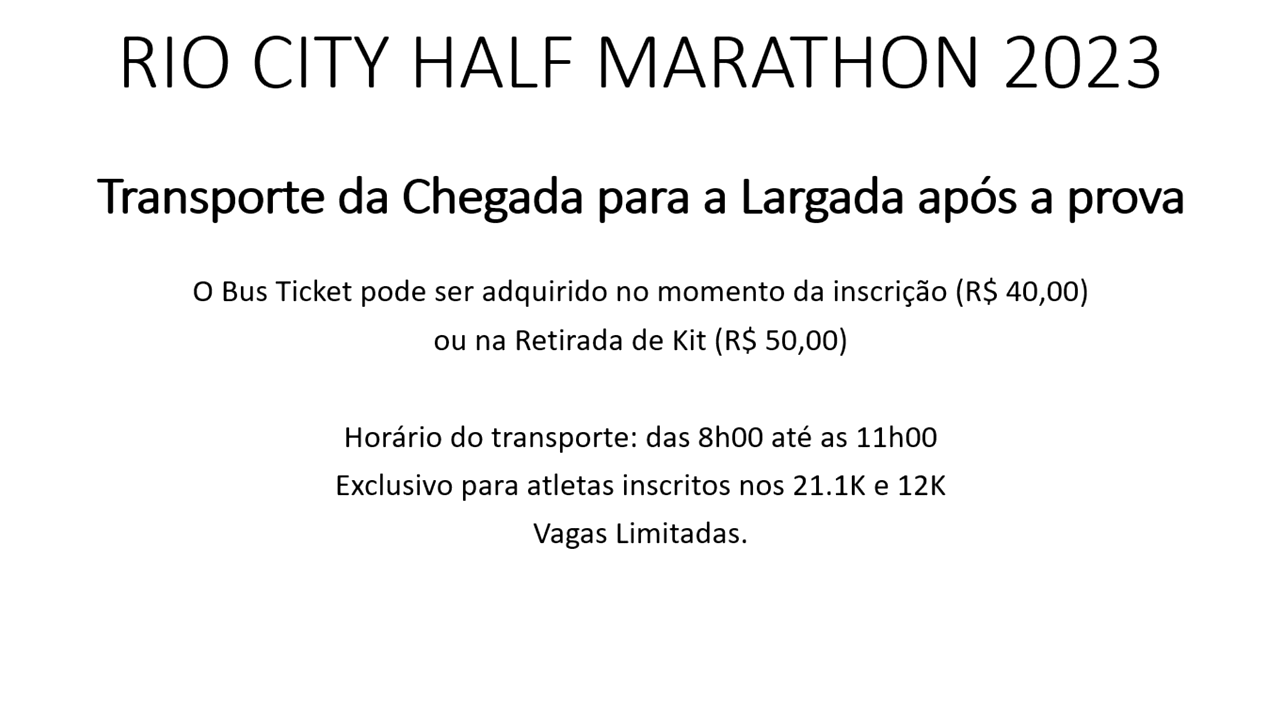 RIO CITY HALF MARATHON 2023
Transporte da Chegada para a Largada após a prova
O Bus Ticket pode ser adquirido no momento da inscrição (R$ 40,00)
ou na Retirada de Kit (R$ 50,00)
Horário do transporte: das 8h00 até as 11h00
Exclusivo para atletas inscritos nos 21.1K e 12K
Vagas Limitadas.